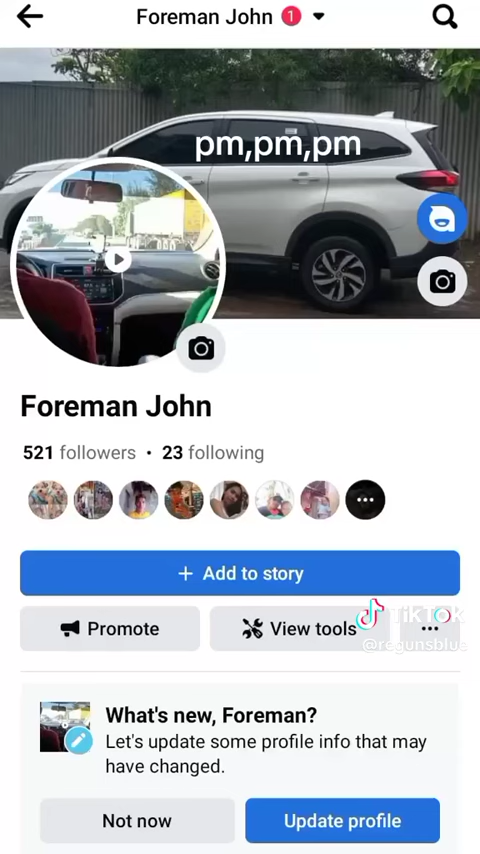 Foreman John 1
pm,pm,pm
Foreman John
521 followers • 23 following
+ Add to story
Promote
View tools
TikTok
@regunsblue
What's new, Foreman?
Let's update some profile info that may
have changed.
Not now
Update profile